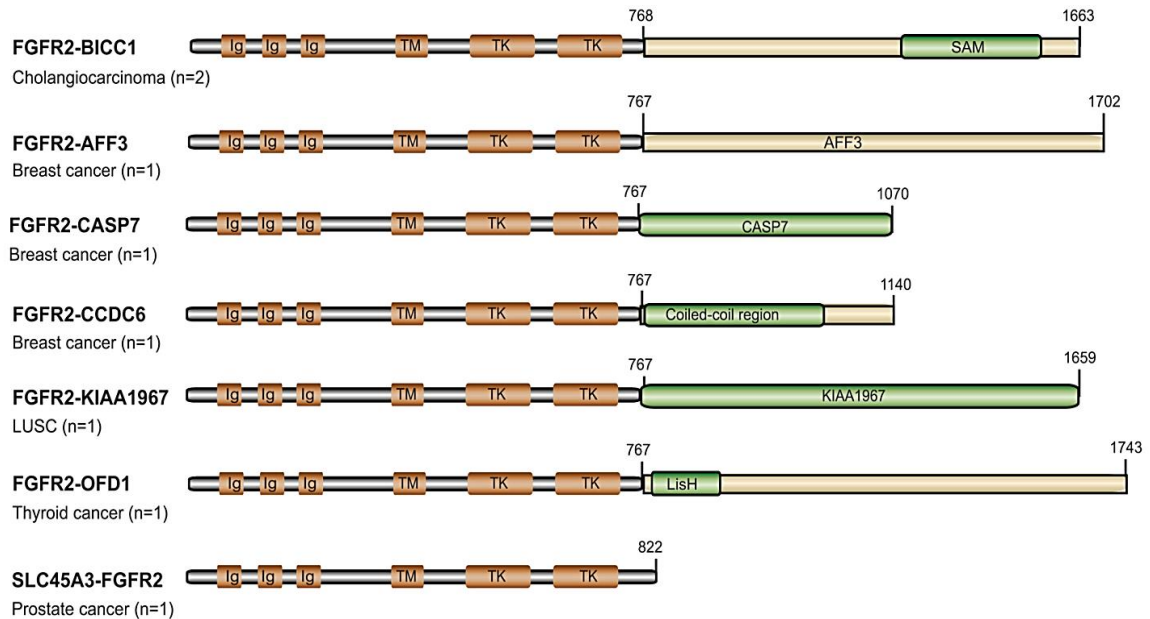 768 1663
FGFR2-BICC1 Ig Ig Ig TM TK TK SAM
Cholangiocarcinoma (n=2)
767 1702
FGFR2-AFF3 Ig Ig Ig TM TK TK AFF3
Breast cancer (n=1)
767 1070
FGFR2-CASP7 Ig Ig Ig TM TK TK CASP7
Breast cancer (n=1)
767 1140
FGFR2-CCDC6 Ig Ig Ig TM TK TK Coiled-coil region
Breast cancer (n=1)
767 1659
FGFR2-KIAA1967 Ig Ig Ig TM TK TK KIAA1967
LUSC (n=1)
767 1743
FGFR2-OFD1 Ig Ig Ig TM TK TK LisH
Thyroid cancer (n=1)
822
SLC45A3-FGFR2 Ig Ig Ig TM TK TK
Prostate cancer (n=1)